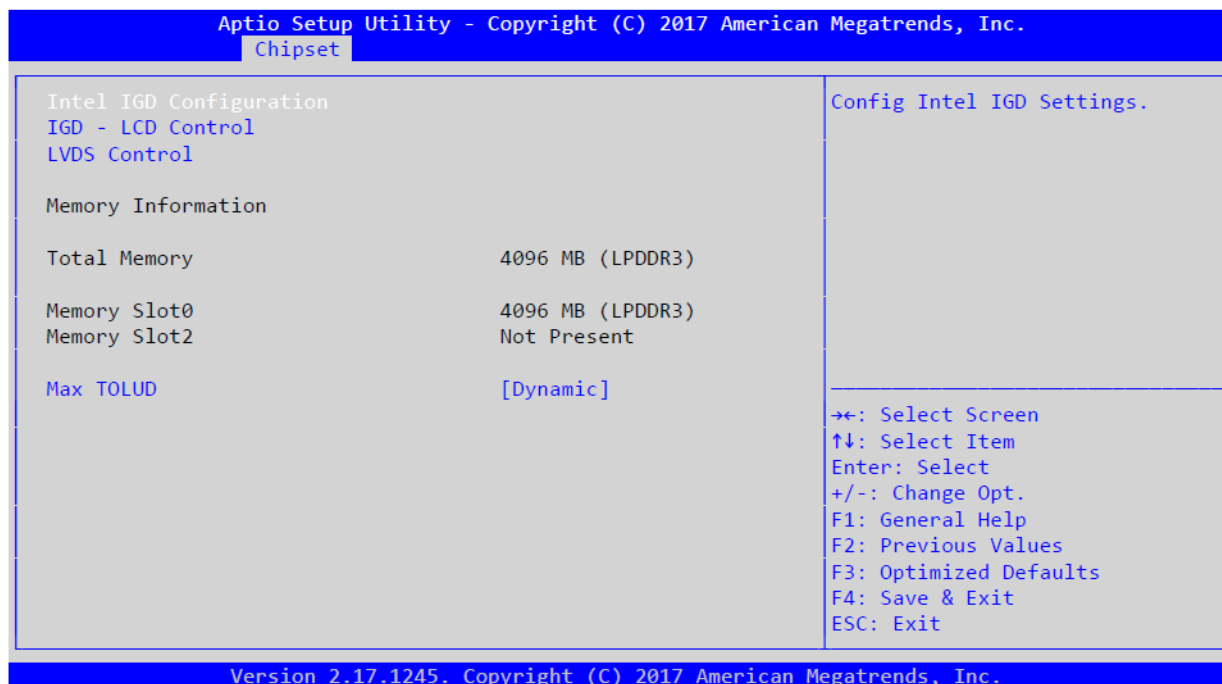 Aptio Setup Utility - Copyright (C) 2017 American Megatrends, Inc.
Chipset
Intel IGD Configuration
IGD - LCD Control
LVDS Control
Memory Information
Total Memory 4096 MB (LPDDR3)
Memory Slot0 4096 MB (LPDDR3)
Memory Slot2 Not Present
Max TOLUD [Dynamic]
Config Intel IGD Settings.
→←: Select Screen
↑↓: Select Item
Enter: Select
+/-: Change Opt.
F1: General Help
F2: Previous Values
F3: Optimized Defaults
F4: Save & Exit
ESC: Exit
Version 2.17.1245. Copyright (C) 2017 American Megatrends, Inc.